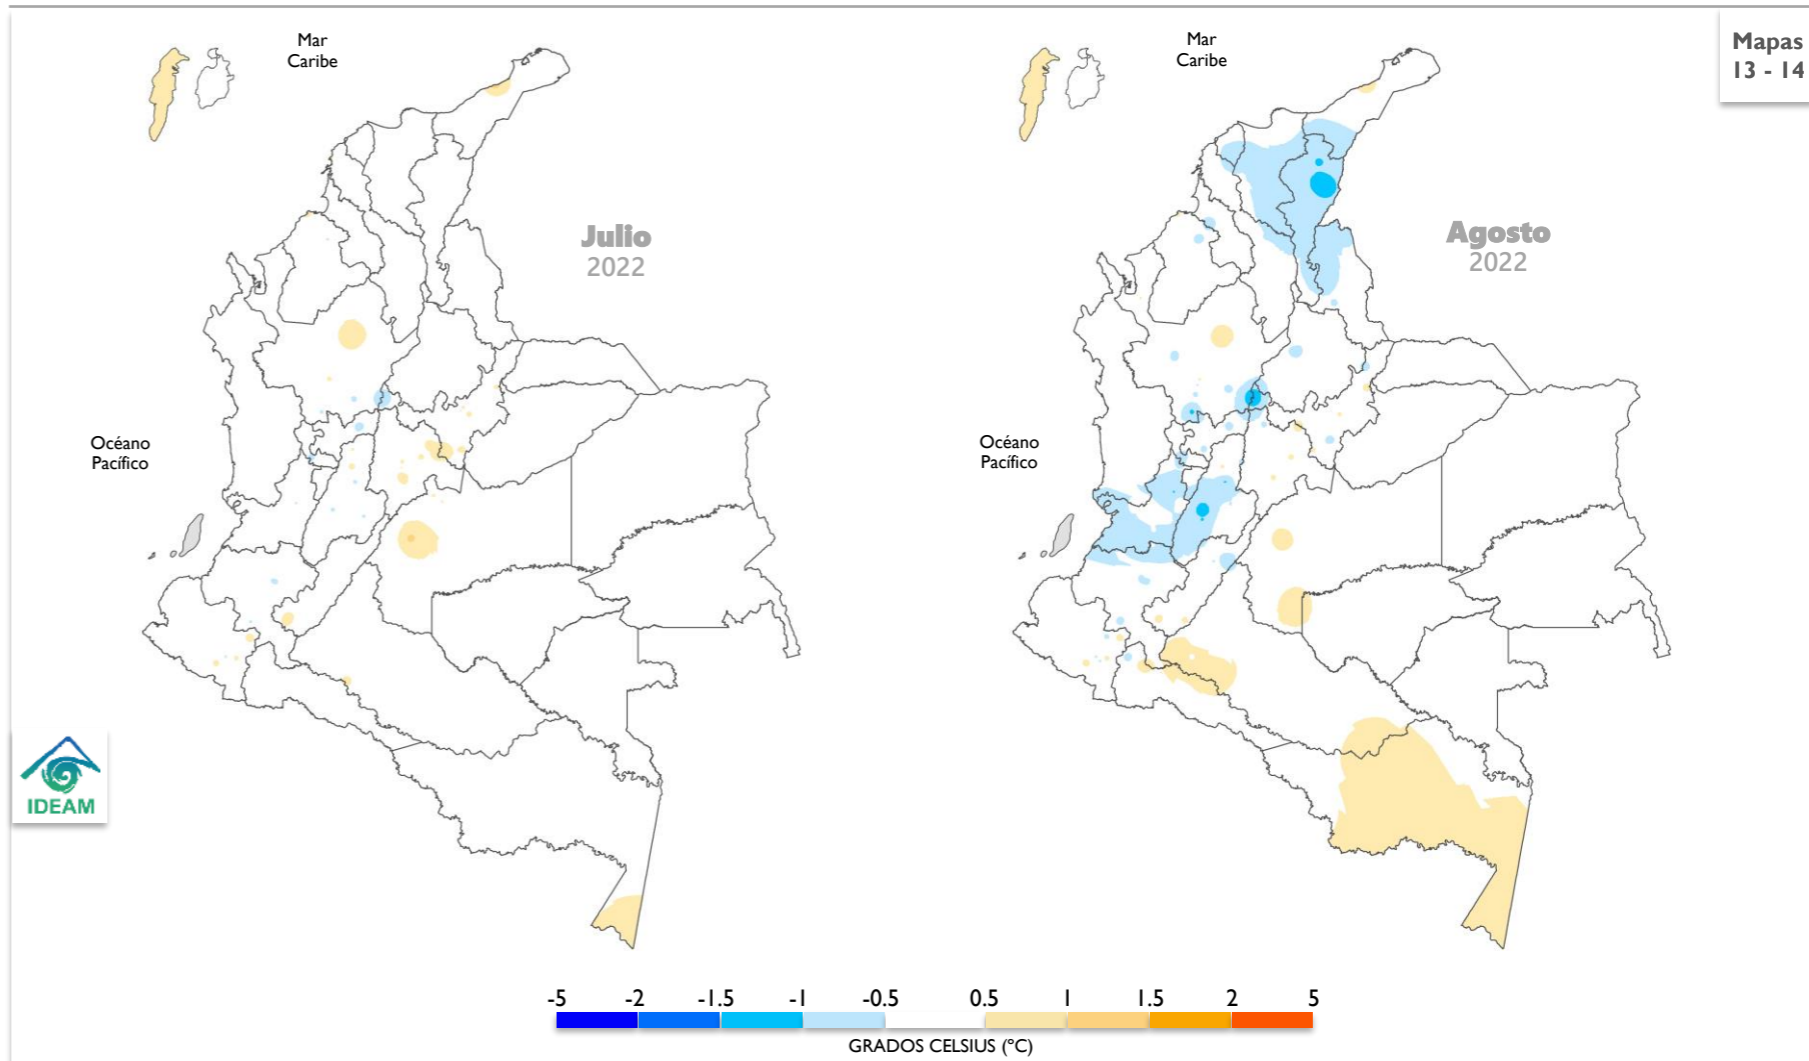 Mar
Caribe
Mar
Caribe
Mapas
13 - 14
Julio
2022
Agosto
2022
Océano
Pacífico
Océano
Pacífico
IDEAM
-5 -2 -1.5 -1 -0.5 0.5 1 1.5 2 5
GRADOS CELSIUS (°C)